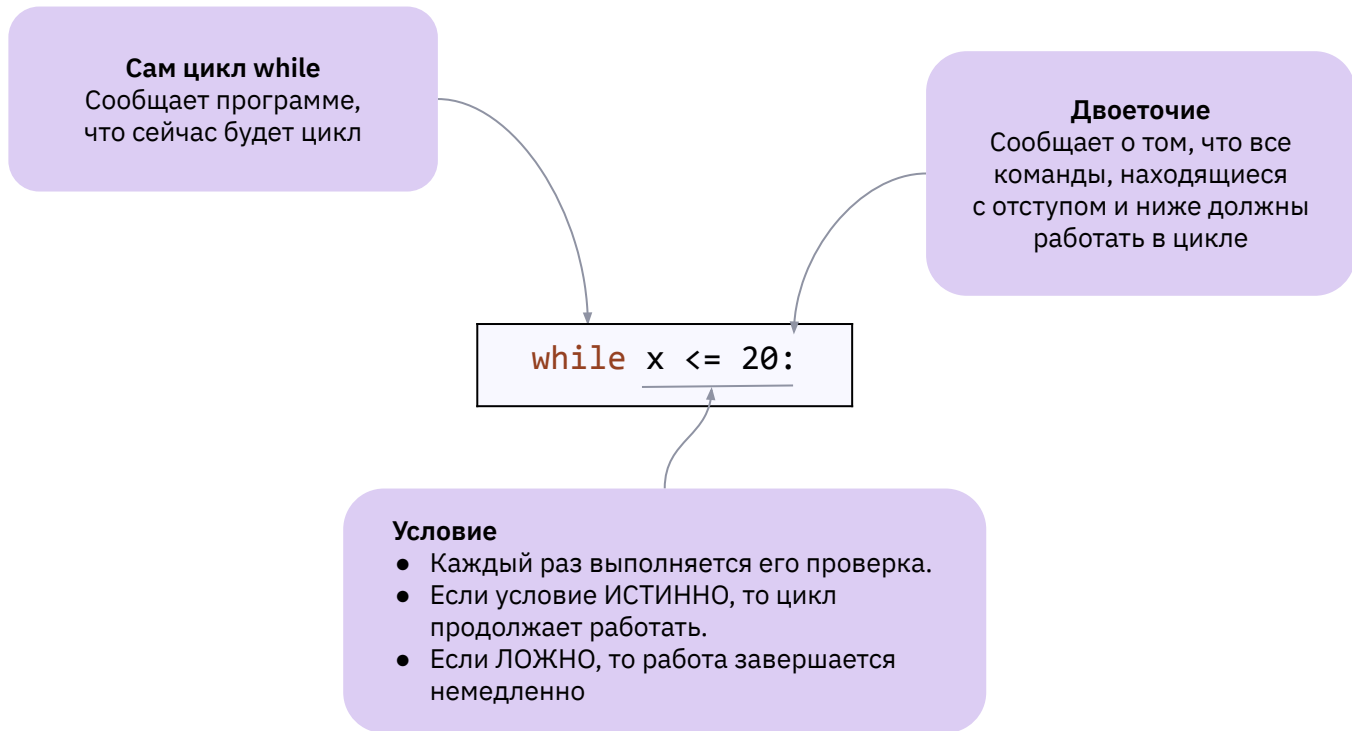 Сам цикл while
Сообщает программе,
что сейчас будет цикл
Двоеточие
Сообщает о том, что все
команды, находящиеся
с отступом и ниже должны
работать в цикле
while x <= 20:
Условие
● Каждый раз выполняется его проверка.
● Если условие ИСТИННО, то цикл
продолжает работать.
● Если ЛОЖНО, то работа завершается
немедленно